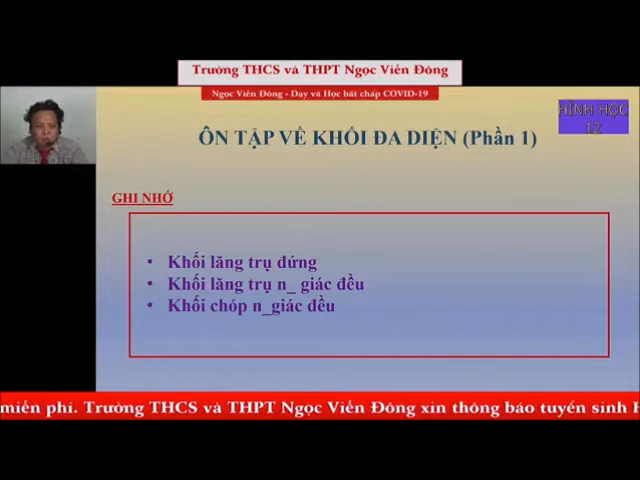 Trường THCS và THPT Ngọc Viễn Đông
Ngọc Viễn Đông - Dạy và Học bất chấp COVID-19
HÌNH HỌC
12
ÔN TẬP VỀ KHỐI ĐA DIỆN (Phần 1)
GHI NHỚ
• Khối lăng trụ đứng
• Khối lăng trụ n_ giác đều
• Khối chóp n_giác đều
miễn phí. Trường THCS và THPT Ngọc Viễn Đông xin thông báo tuyển sinh